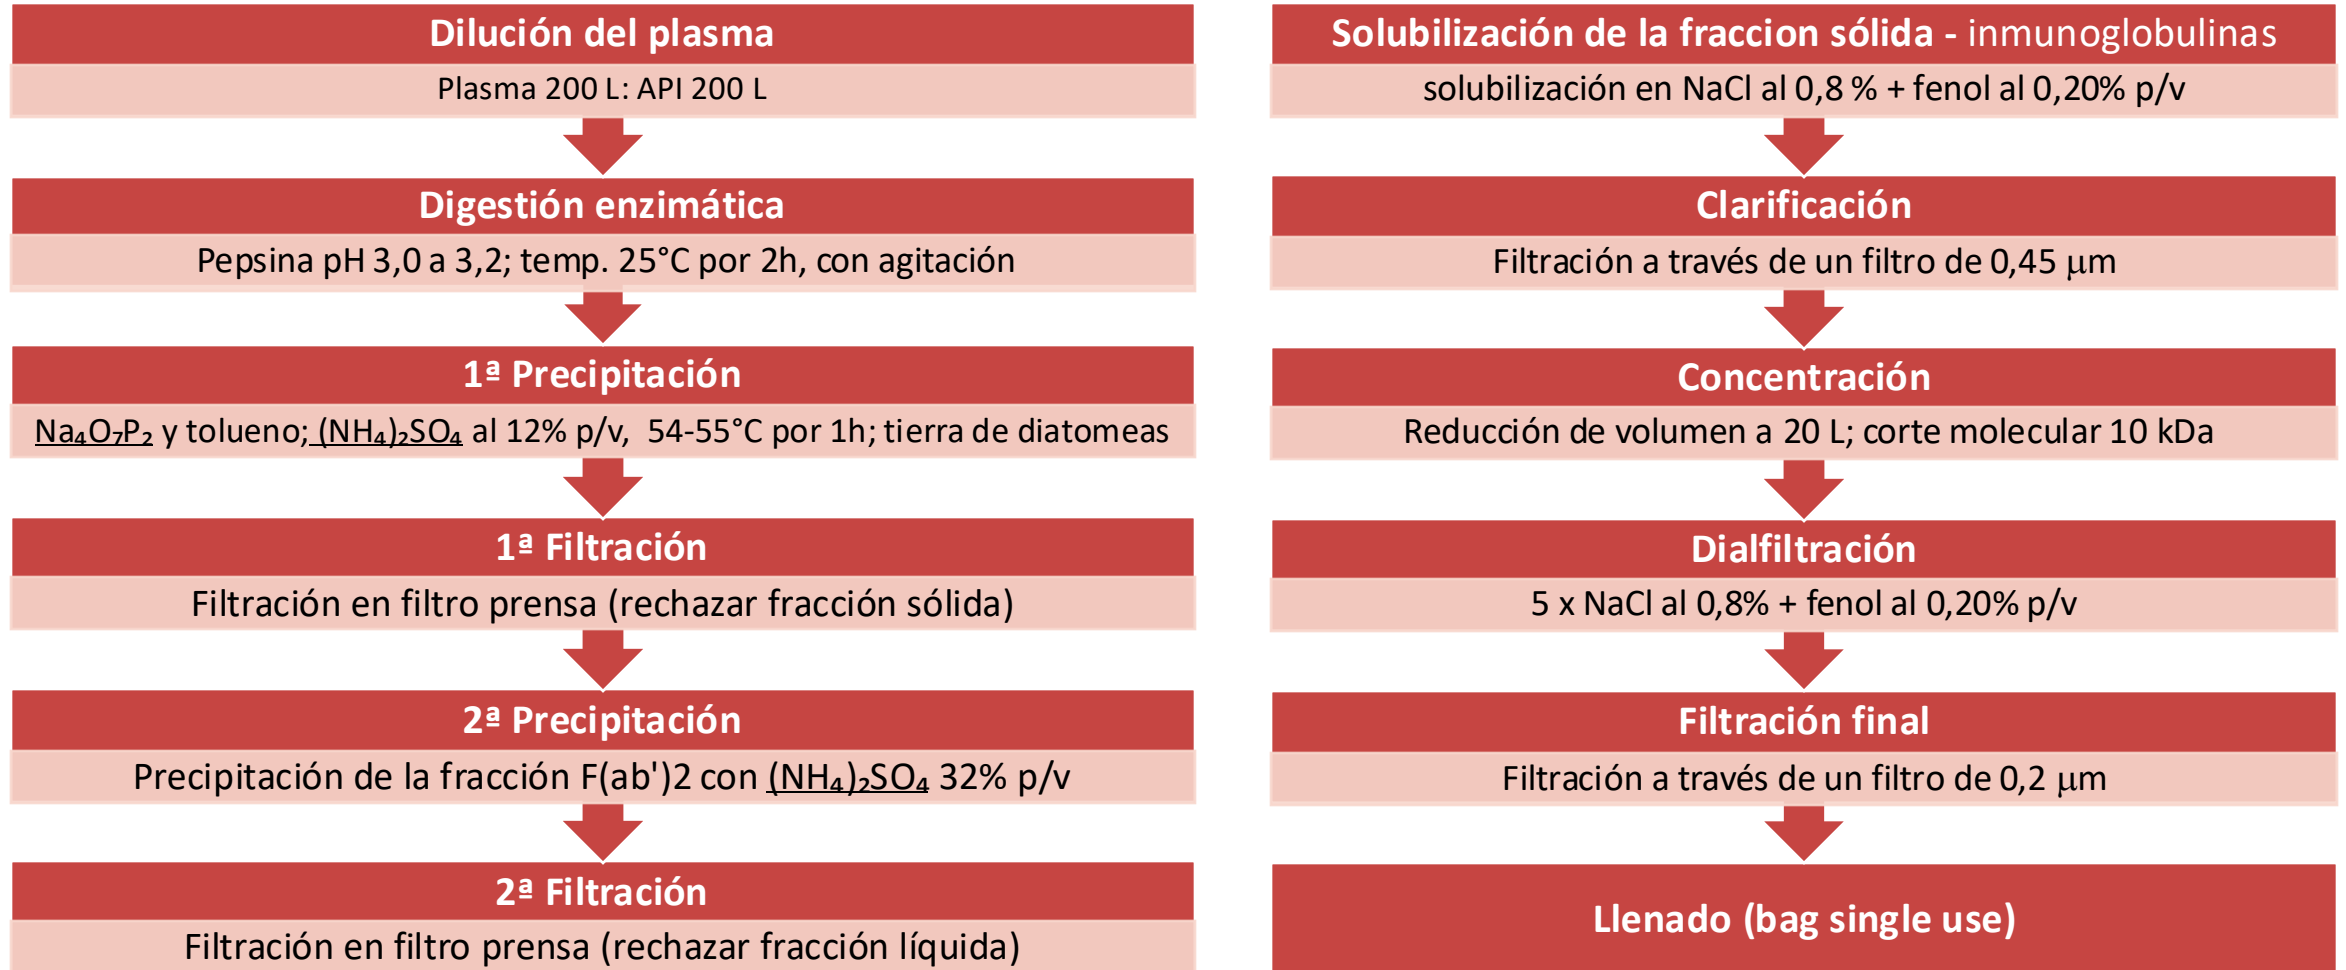 Dilución del plasma
Plasma 200 L: API 200 L
Digestión enzimática
Pepsina pH 3,0 a 3,2; temp. 25°C por 2h, con agitación
1ª Precipitación
Na₄O₇P₂ y tolueno; (NH₄)₂SO₄ al 12% p/v, 54-55°C por 1h; tierra de diatomeas
1ª Filtración
Filtración en filtro prensa (rechazar fracción sólida)
2ª Precipitación
Precipitación de la fracción F(ab')2 con (NH₄)₂SO₄ 32% p/v
2ª Filtración
Filtración en filtro prensa (rechazar fracción líquida)
Solubilización de la fraccion sólida - inmunoglobulinas
solubilización en NaCl al 0,8 % + fenol al 0,20% p/v
Clarificación
Filtración a través de un filtro de 0,45 μm
Concentración
Reducción de volumen a 20 L; corte molecular 10 kDa
Dialfiltración
5 x NaCl al 0,8% + fenol al 0,20% p/v
Filtración final
Filtración a través de un filtro de 0,2 μm
Llenado (bag single use)